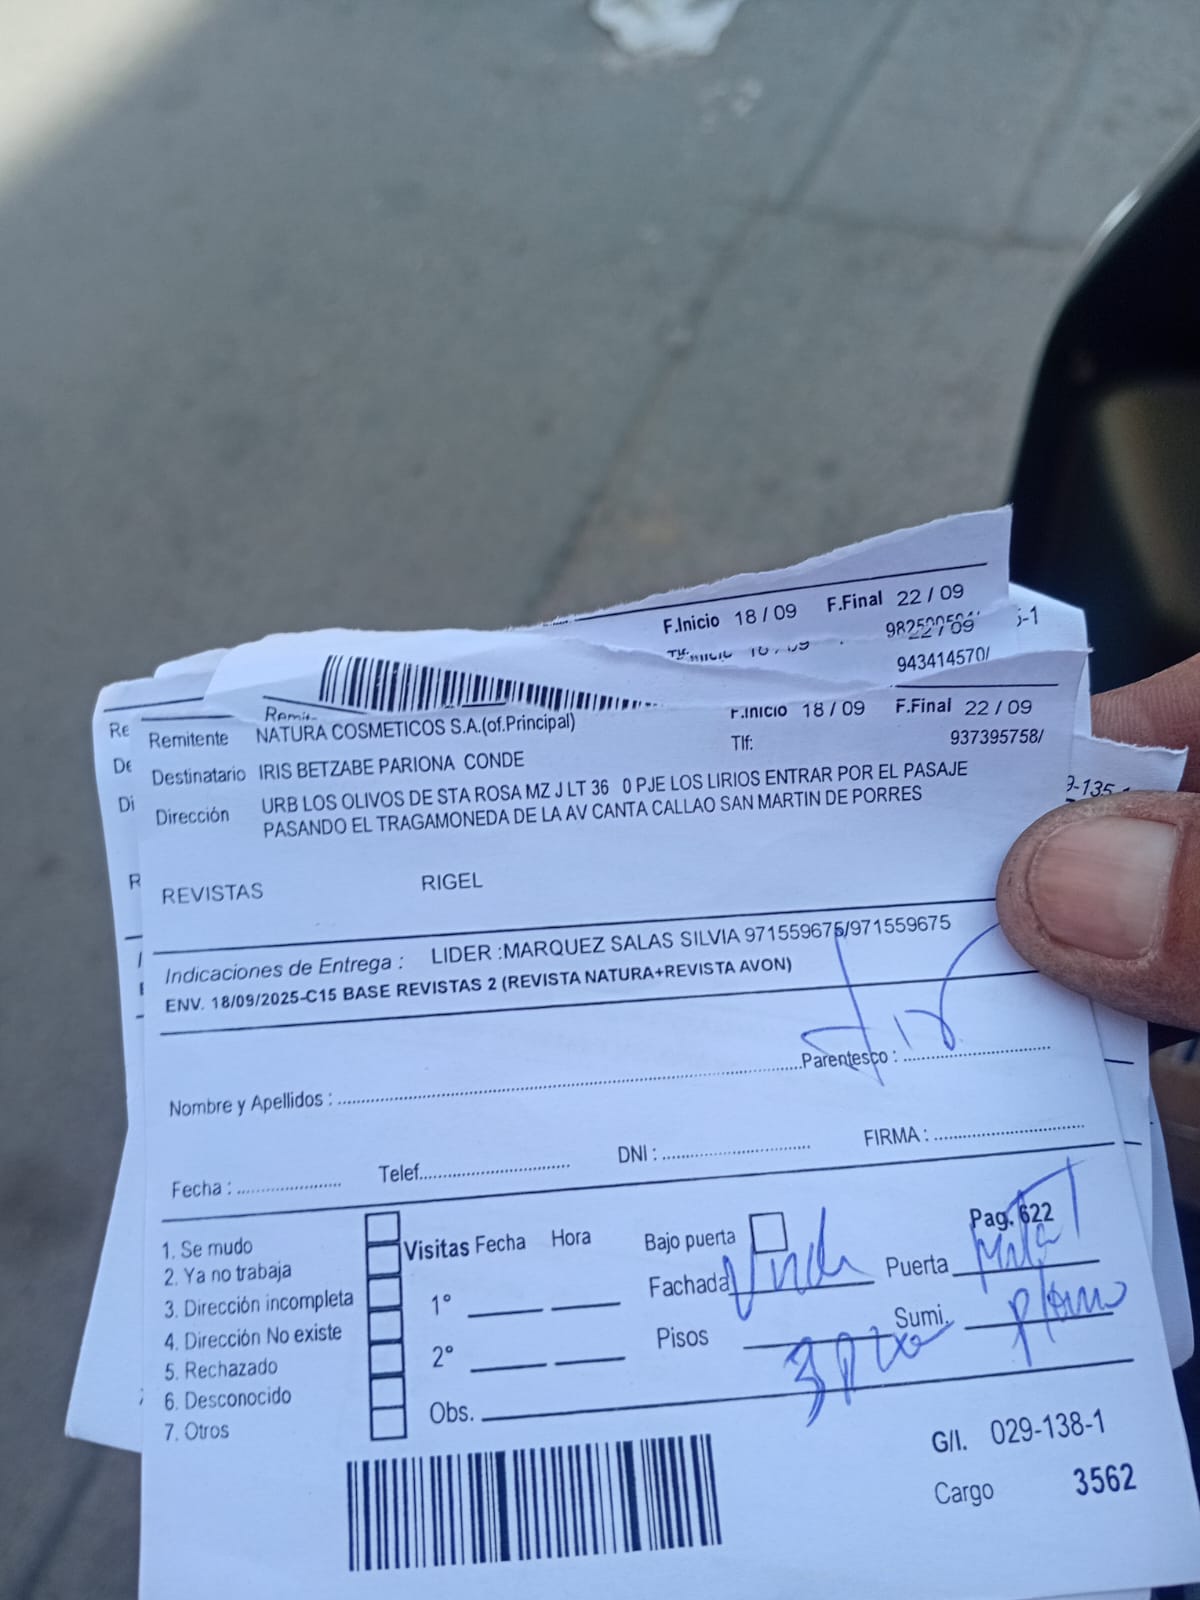 F.Inicio 18 / 09 F.Final 22 / 09
22 / 09
943414570/
Remitente NATURA COSMETICOS S.A.(of.Principal) F.Inicio 18 / 09 F.Final 22 / 09
Tlf: 937395758/
Destinatario IRIS BETZABE PARIONA CONDE
Dirección URB LOS OLIVOS DE STA ROSA MZ J LT 36 0 PJE LOS LIRIOS ENTRAR POR EL PASAJE
PASANDO EL TRAGAMONEDA DE LA AV CANTA CALLAO SAN MARTIN DE PORRES
REVISTAS RIGEL
Indicaciones de Entrega : LIDER :MARQUEZ SALAS SILVIA 971559675/971559675
ENV. 18/09/2025-C15 BASE REVISTAS 2 (REVISTA NATURA+REVISTA AVON)
Nombre y Apellidos : Parentesco :
Fecha : Telef. DNI : FIRMA :
Pag. 622
1. Se mudo Visitas Fecha Hora Bajo puerta
2. Ya no trabaja Fachada Puerta
3. Dirección incompleta 1°
4. Dirección No existe Pisos 3 Sumi.
5. Rechazado 2°
6. Desconocido
7. Otros Obs.
G/I. 029-138-1
Cargo 3562